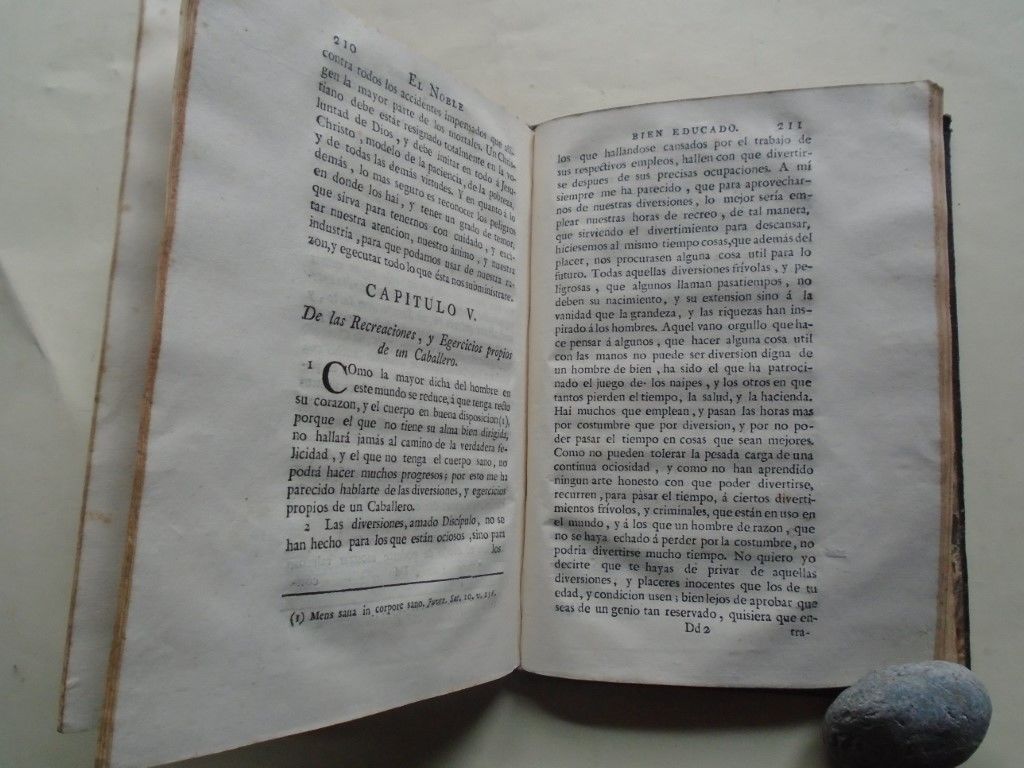 210
EL NOBLE
contra todos los accidentes impensados que afli-
gen la mayor parte de los mortales. Un Chris-
tiano debe estár resignado totalmente en la vo-
luntad de Dios, y debe imitar en todo á Jesu-
Christo, modelo de la paciencia, de la pobreza,
y de todas las demás virtudes. Y en quanto á lo
demás, lo mas seguro es reconocer los peligros
en donde los hai, y tener un grado de temor,
que sirva para tenernos con cuidado, y exci-
tar nuestra atencion, nuestro ánimo, y nuestra
industria, para que podamos usar de nuestra ra-
zon, y egecutar todo lo que ésta nos subministrare.
CAPITULO V.
De las Recreaciones, y Egercicios propios
de un Caballero.
1 COmo la mayor dicha del hombre en
este mundo se reduce, á que tenga recto
su corazon, y el cuerpo en buena disposicion(1),
porque el que no tiene su alma bien dirigida,
no hallará jamás al camino de la verdadera fe-
licidad, y el que no tenga el cuerpo sano, no
podrá hacer muchos progresos; por esto me ha
parecido hablarte de las diversiones, y egercicios
propios de un Caballero.
2 Las diversiones, amado Discípulo, no se
han hecho para los que están ociosos, sino para
los
(1) Mens sana in corpore sano. Juven. Sat. 10. v.
BIEN EDUCADO. 211
los que hallandose cansados por el trabajo de
sus respectivos empleos, hallen con que divertir-
se despues de sus precisas ocupaciones. A mí
siempre me ha parecido, que para aprovechar-
nos de nuestras diversiones, lo mejor sería em-
plear nuestras horas de recreo, de tal manera,
que sirviendo el divertimiento para descansar,
hiciesemos al mismo tiempo cosas, que además del
placer, nos procurasen alguna cosa util para lo
futuro. Todas aquellas diversiones frívolas, y pe-
ligrosas, que algunos llaman pasatiempos, no
deben su nacimiento, y su extension sino á la
vanidad que la grandeza, y las riquezas han ins-
pirado á los hombres. Aquel vano orgullo que ha-
ce pensar á algunos, que hacer alguna cosa util
con las manos no puede ser diversion digna de
un hombre de bien, ha sido el que ha patroci-
nado el juego de los naipes, y los otros en que
tantos pierden el tiempo, la salud, y la hacienda.
Hai muchos que emplean, y pasan las horas mas
por costumbre que por diversion, y por no po-
der pasar el tiempo en cosas que sean mejores.
Como no pueden tolerar la pesada carga de una
continua ociosidad, y como no han aprendido
ningun arte honesto con que poder divertirse,
recurren, para pasar el tiempo, á ciertos diverti-
mientos frívolos, y criminales, que están en uso en
el mundo, y á los que un hombre de razon, que
no se haya echado á perder por la costumbre, no
podria divertirse mucho tiempo. No quiero yo
decirte que te hayas de privar de aquellas
diversiones, y placeres inocentes que los de tu
edad, y condicion usen; bien lejos de aprobar que
seas de un genio tan reservado, quisiera que en-
Dd 2
tra-